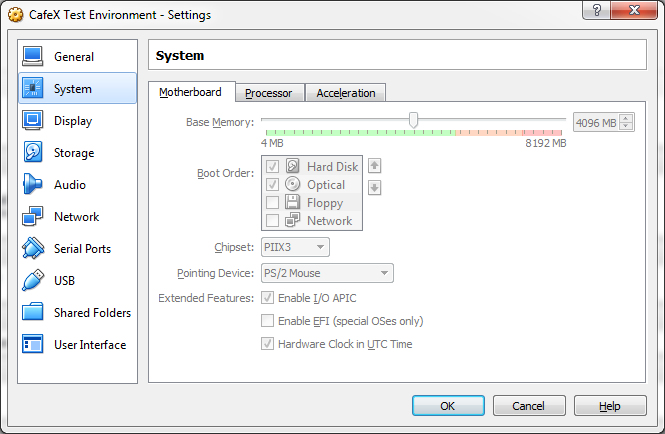 CafeX Test Environment - Settings
General
System
Display
Storage
Audio
Network
Serial Ports
USB
Shared Folders
User Interface
System
Motherboard Processor Acceleration
Base Memory: 4096 MB
4 MB 8192 MB
Boot Order: Hard Disk
Optical
Floppy
Network
Chipset: PIIX3
Pointing Device: PS/2 Mouse
Extended Features: Enable I/O APIC
Enable EFI (special OSes only)
Hardware Clock in UTC Time
OK Cancel Help